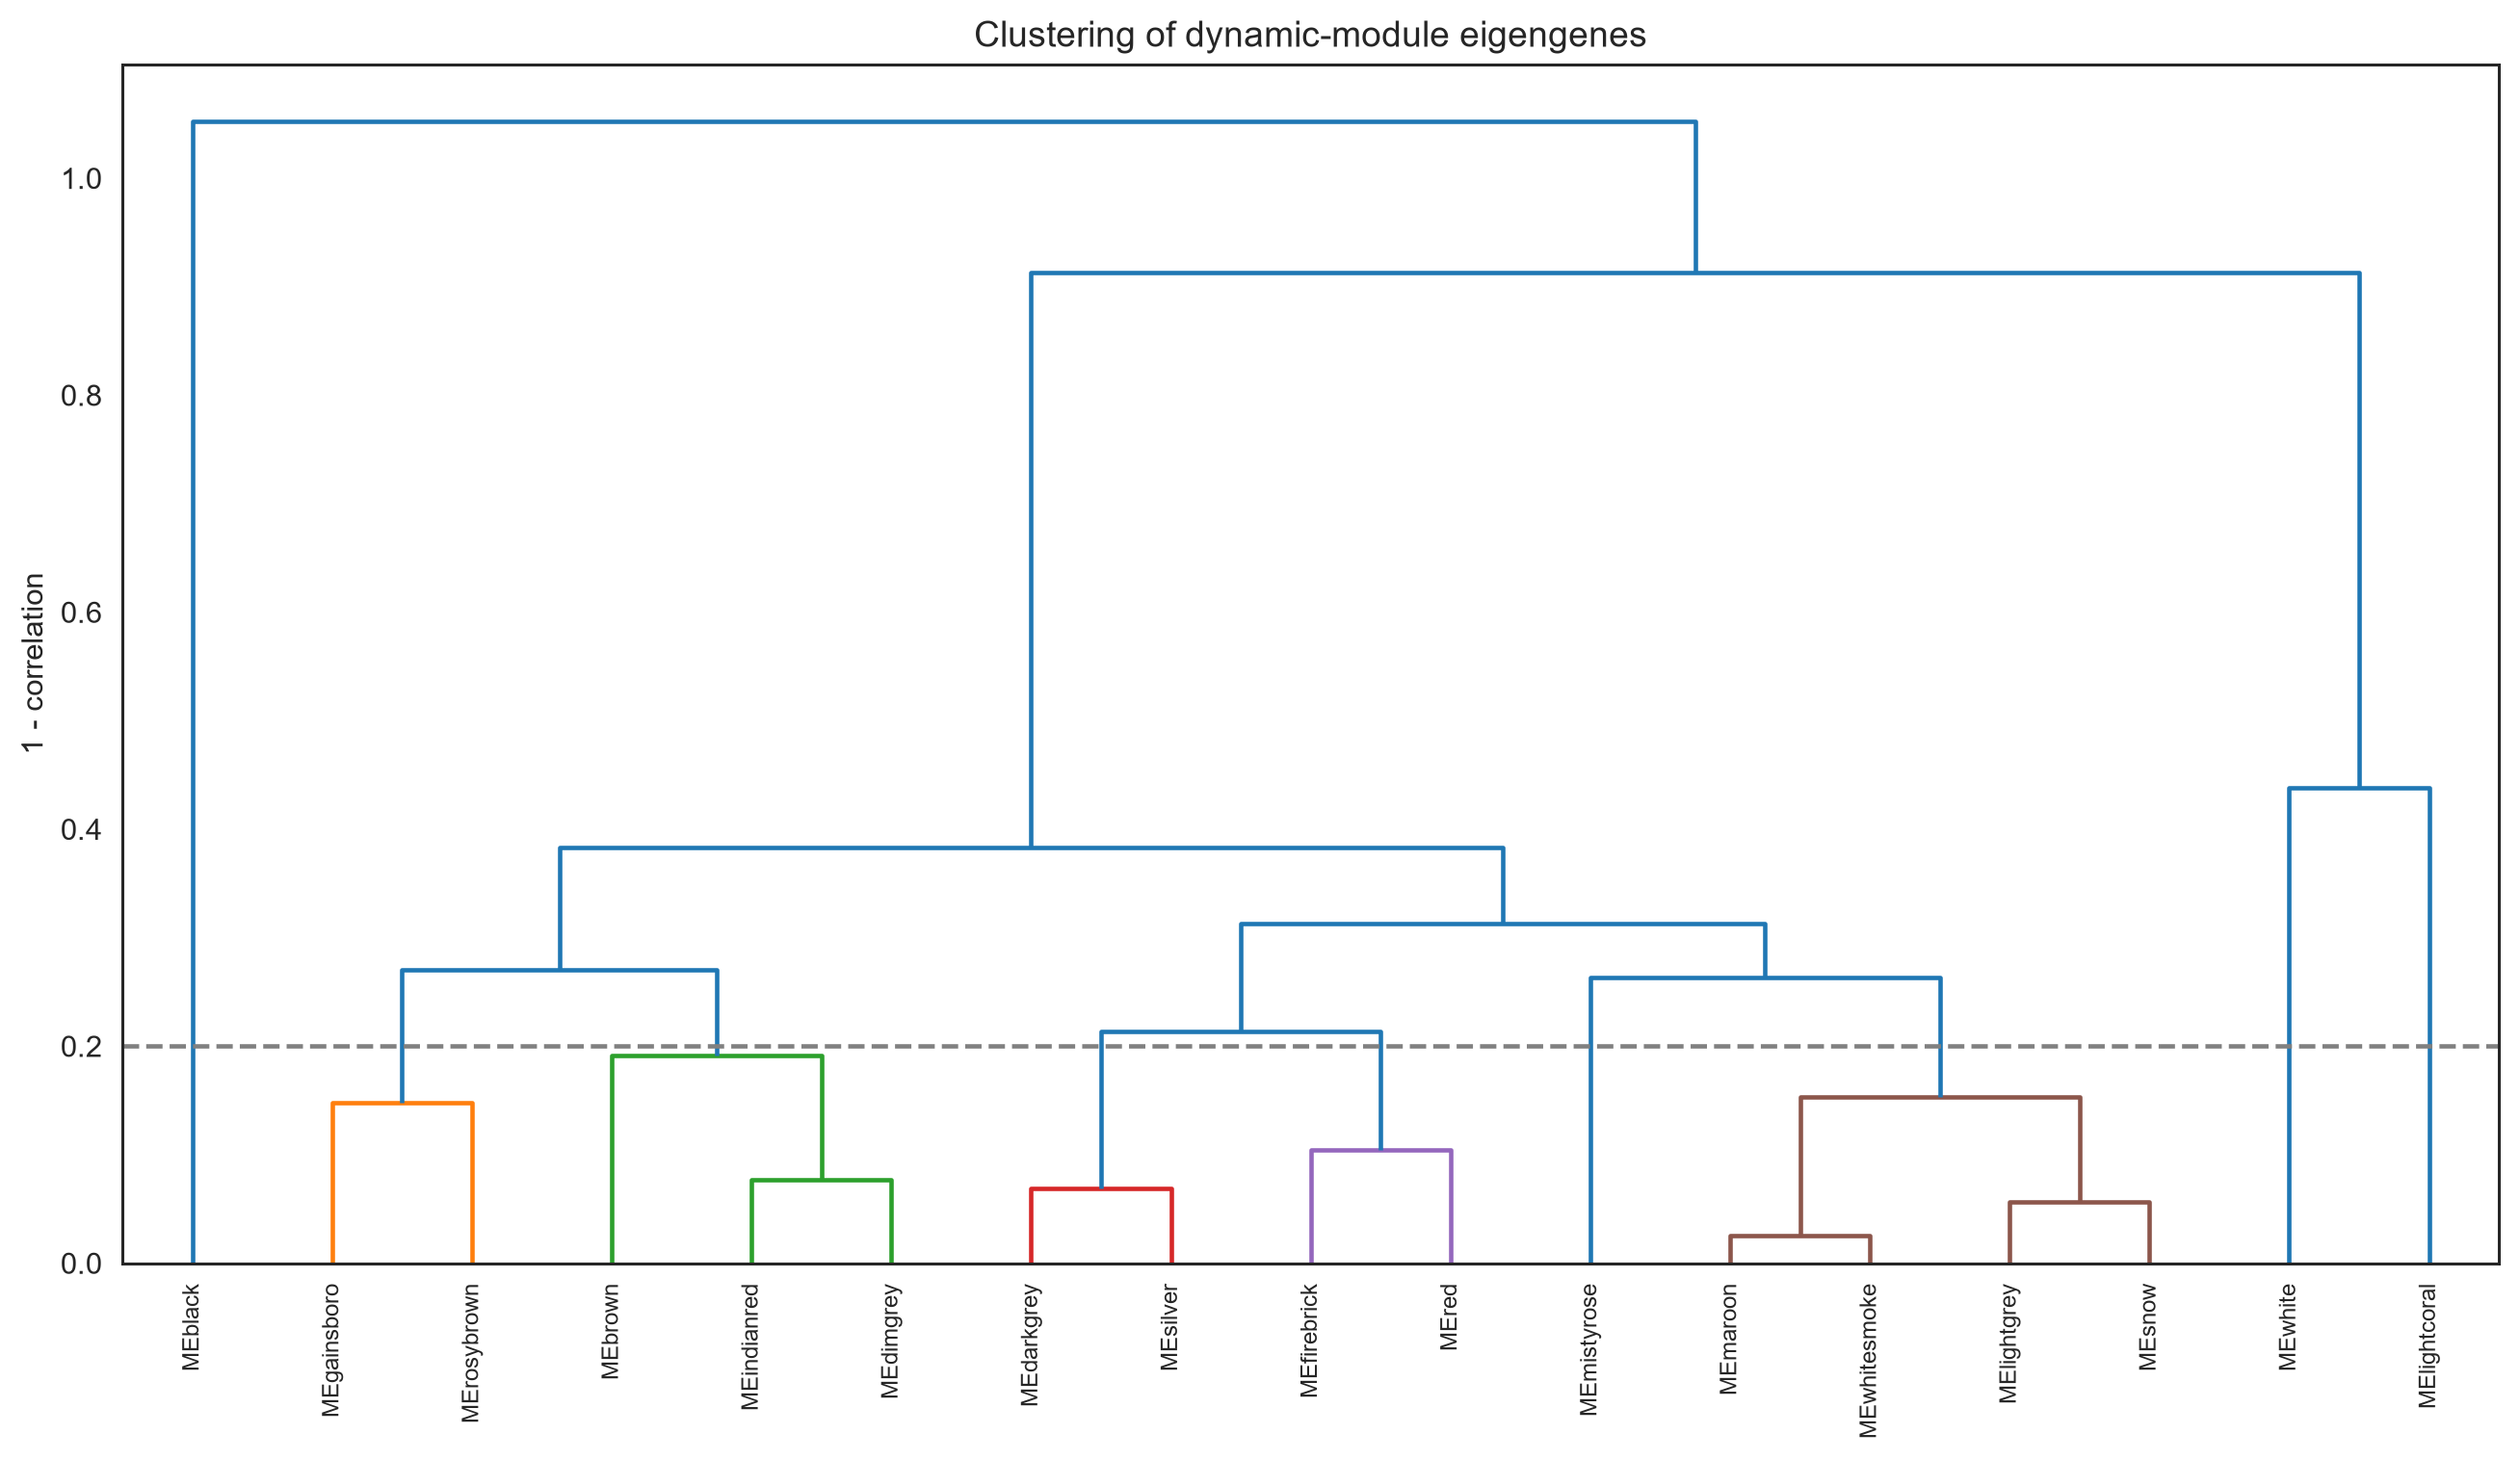 Clustering of dynamic-module eigengenes
1 - correlation
1.0
0.8
0.6
0.4
0.2
0.0
MEblack
MEgainsboro
MErosybrown
MEbrown
MEindianred
MEdimgrey
MEdarkgrey
MEsilver
MEfirebrick
MEred
MEmistyrose
MEmaroon
MEwhitesmoke
MElightgrey
MEsnow
MEwhite
MElightcoral